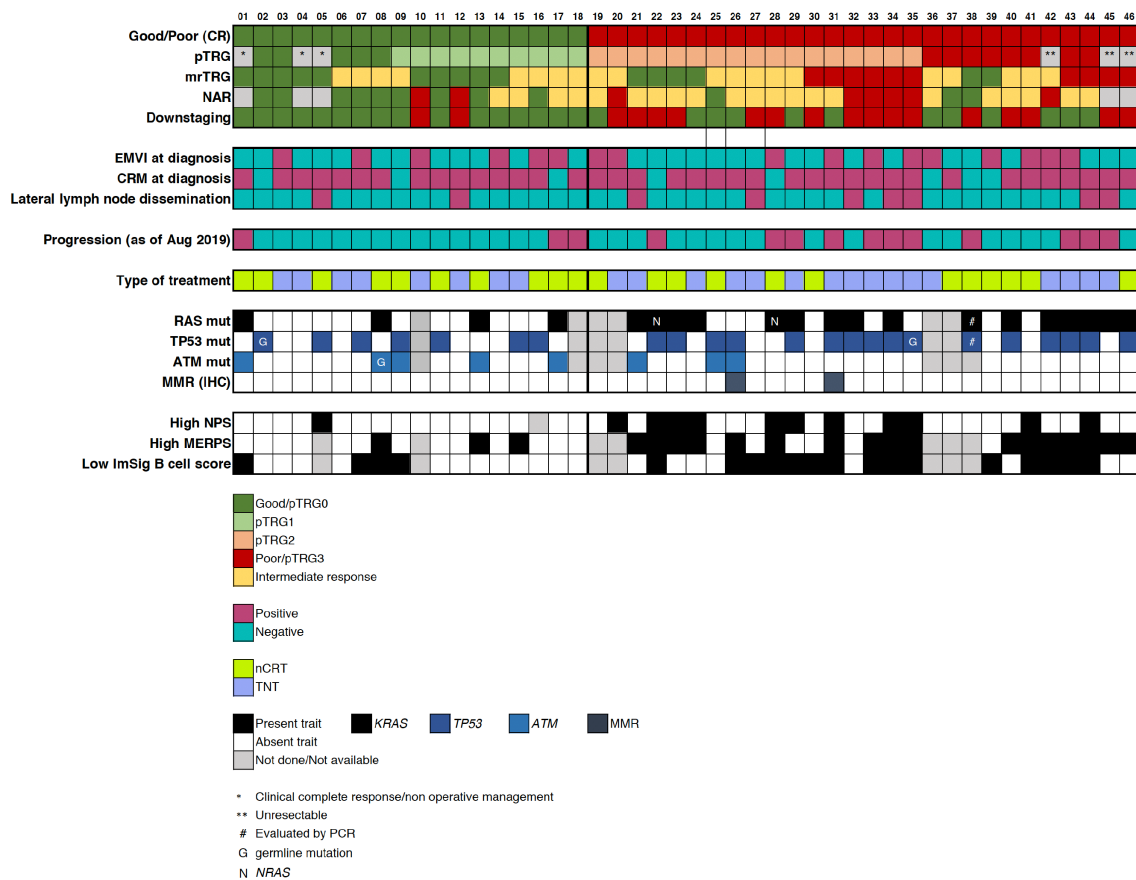 01 02 03 04 05 06 07 08 09 10 11 12 13 14 15 16 17 18 19 20 21 22 23 24 25 26 27 28 29 30 31 32 33 34 35 36 37 38 39 40 41 42 43 44 45 46
Good/Poor (CR)
pTRG * * * ** ** **
mrTRG
NAR
Downstaging
EMVI at diagnosis
CRM at diagnosis
Lateral lymph node dissemination
Progression (as of Aug 2019)
Type of treatment
RAS mut N N #
TP53 mut G G #
ATM mut G
MMR (IHC)
High NPS
High MERPS
Low ImSig B cell score
Good/pTRG0
pTRG1
pTRG2
Poor/pTRG3
Intermediate response
Positive
Negative
nCRT
TNT
Present trait KRAS TP53 ATM MMR
Absent trait
Not done/Not available
* Clinical complete response/non operative management
** Unresectable
# Evaluated by PCR
G germline mutation
N NRAS